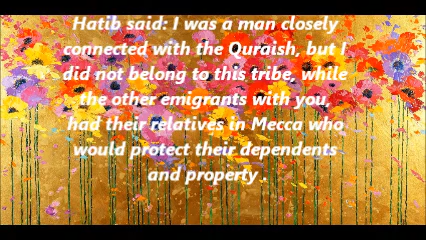 Hatib said: I was a man closely
connected with the Quraish, but I
did not belong to this tribe, while
the other emigrants with you,
had their relatives in Mecca who
would protect their dependents
and property .